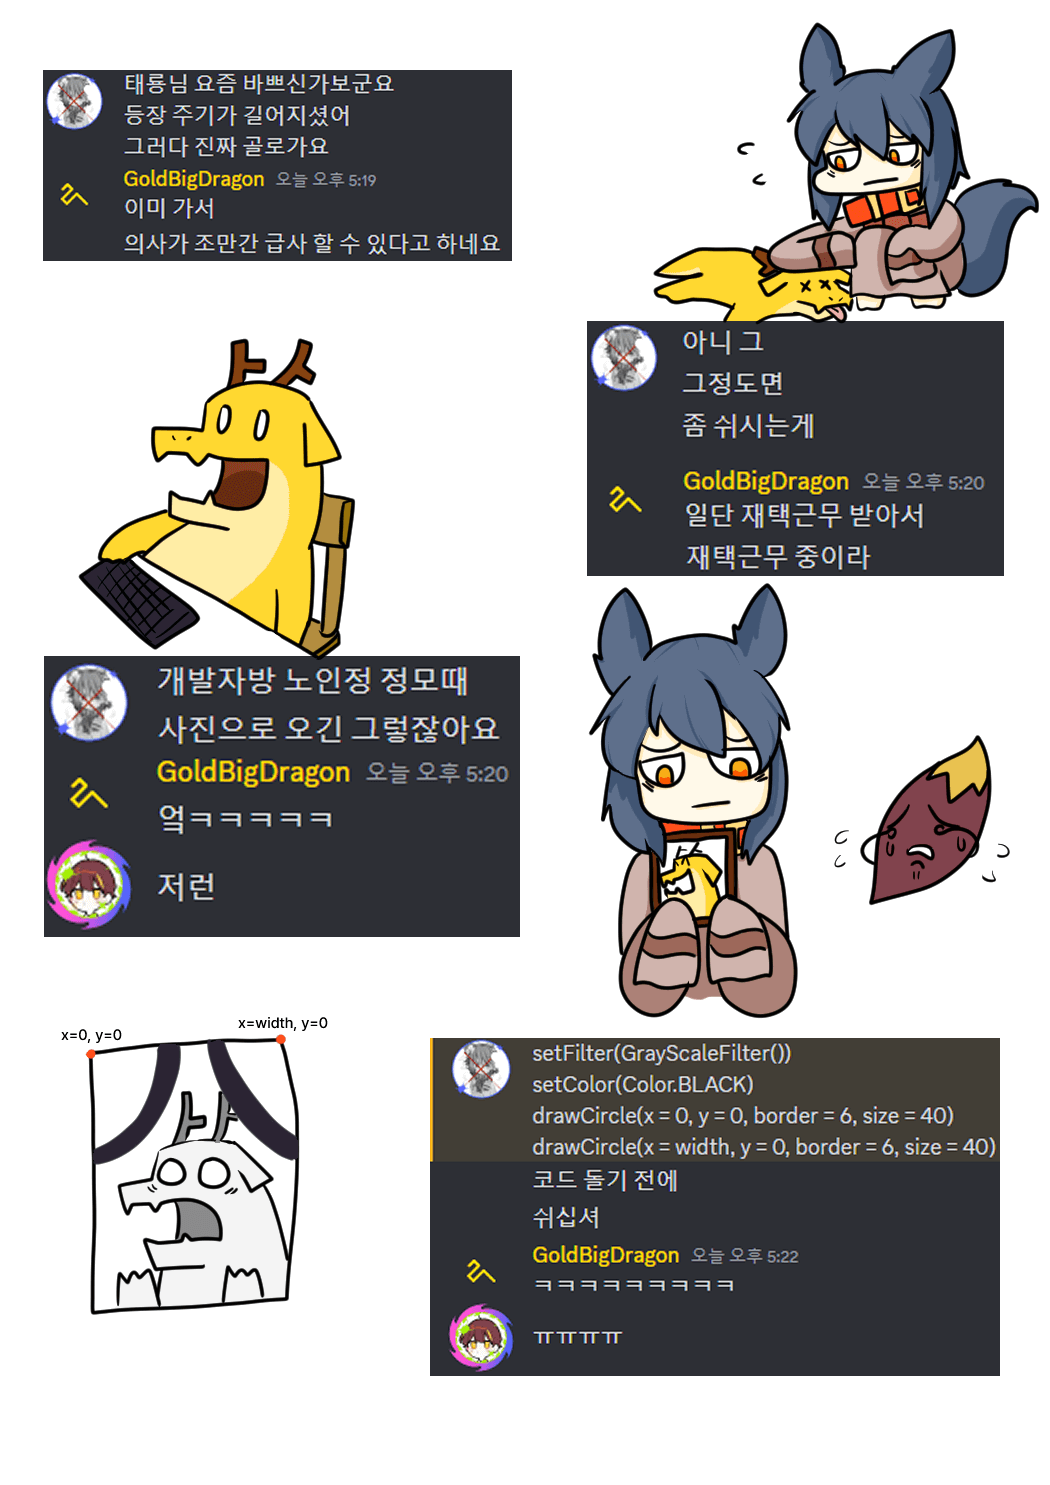 태룡님 요즘 바쁘신가보군요
등장 주기가 길어지셨어
그러다 진짜 골로가요
GoldBigDragon 오늘 오후 5:19
이미 가서
의사가 조만간 급사 할 수 있다고 하네요
아니 그
그정도면
좀 쉬시는게
GoldBigDragon 오늘 오후 5:20
일단 재택근무 받아서
재택근무 중이라
개발자방 노인정 정모때
사진으로 오긴 그렇잖아요
GoldBigDragon 오늘 오후 5:20
엌ㅋㅋㅋㅋㅋ
저런
x=0, y=0
x=width, y=0
setFilter(GrayScaleFilter())
setColor(Color.BLACK)
drawCircle(x = 0, y = 0, border = 6, size = 40)
drawCircle(x = width, y = 0, border = 6, size = 40)
코드 돌기 전에
쉬십셔
GoldBigDragon 오늘 오후 5:22
ㅋㅋㅋㅋㅋㅋㅋㅋㅋ
ㅠㅠㅠㅠ